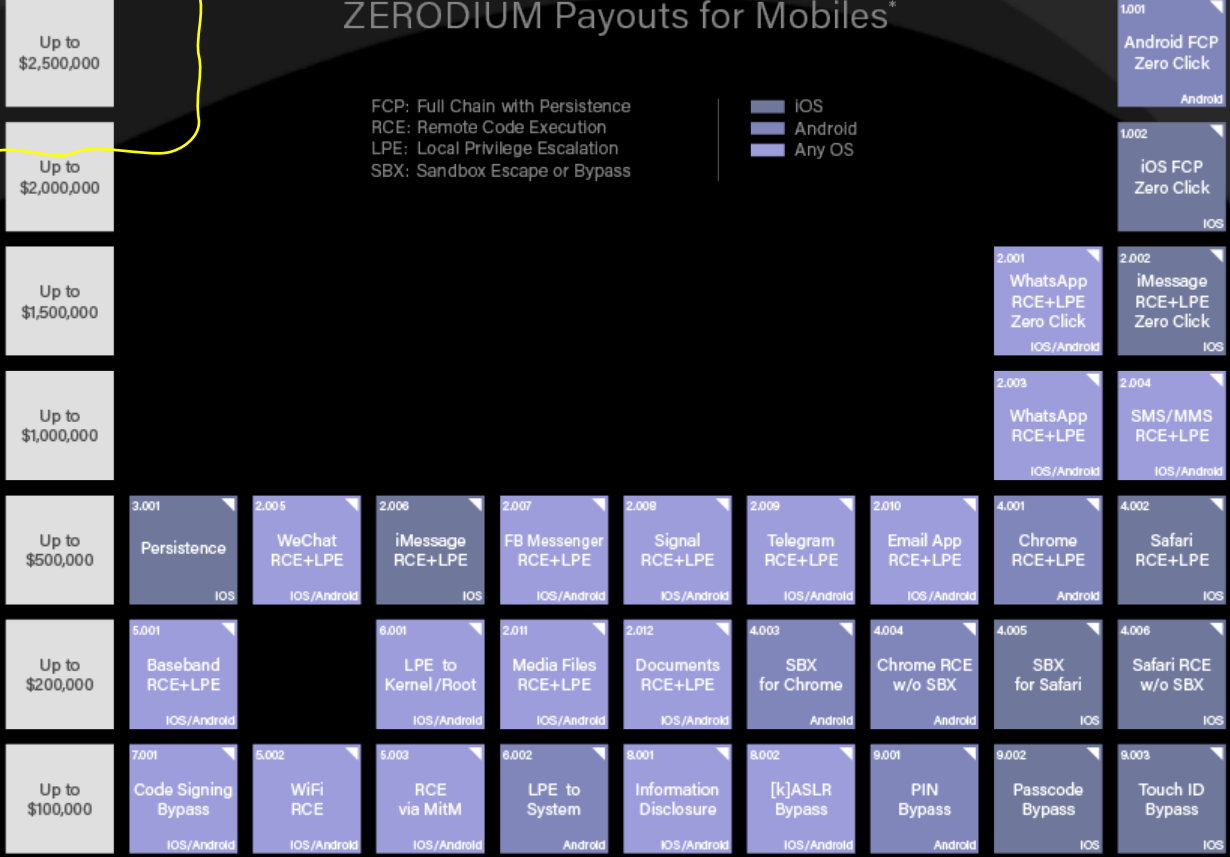 ZERODIUM Payouts for Mobiles*
FCP: Full Chain with Persistence
RCE: Remote Code Execution
LPE: Local Privilege Escalation
SBX: Sandbox Escape or Bypass
iOS
Android
Any OS
Up to
$2,500,000
1.001
Android FCP
Zero Click
Android
Up to
$2,000,000
1.002
iOS FCP
Zero Click
IOS
Up to
$1,500,000
2.001
WhatsApp
RCE+LPE
Zero Click
IOS/Android
2.002
iMessage
RCE+LPE
Zero Click
IOS
Up to
$1,000,000
2.003
WhatsApp
RCE+LPE
IOS/Android
2.004
SMS/MMS
RCE+LPE
IOS/Android
Up to
$500,000
3.001
Persistence
IOS
2.005
WeChat
RCE+LPE
IOS/Android
2.006
iMessage
RCE+LPE
IOS
2.007
FB Messenger
RCE+LPE
IOS/Android
2.008
Signal
RCE+LPE
IOS/Android
2.009
Telegram
RCE+LPE
IOS/Android
2.010
Email App
RCE+LPE
IOS/Android
4.001
Chrome
RCE+LPE
Android
4.002
Safari
RCE+LPE
IOS
Up to
$200,000
5.001
Baseband
RCE+LPE
IOS/Android
6.001
LPE to
Kernel/Root
IOS/Android
2.011
Media Files
RCE+LPE
IOS/Android
2.012
Documents
RCE+LPE
IOS/Android
4.003
SBX
for Chrome
Android
4.004
Chrome RCE
w/o SBX
Android
4.005
SBX
for Safari
IOS
4.006
Safari RCE
w/o SBX
IOS
Up to
$100,000
7.001
Code Signing
Bypass
IOS/Android
5.002
WiFi
RCE
IOS/Android
5.003
RCE
via MitM
IOS/Android
6.002
LPE to
System
Android
8.001
Information
Disclosure
IOS/Android
8.002
[k]ASLR
Bypass
IOS/Android
9.001
PIN
Bypass
Android
9.002
Passcode
Bypass
IOS
9.003
Touch ID
Bypass
IOS